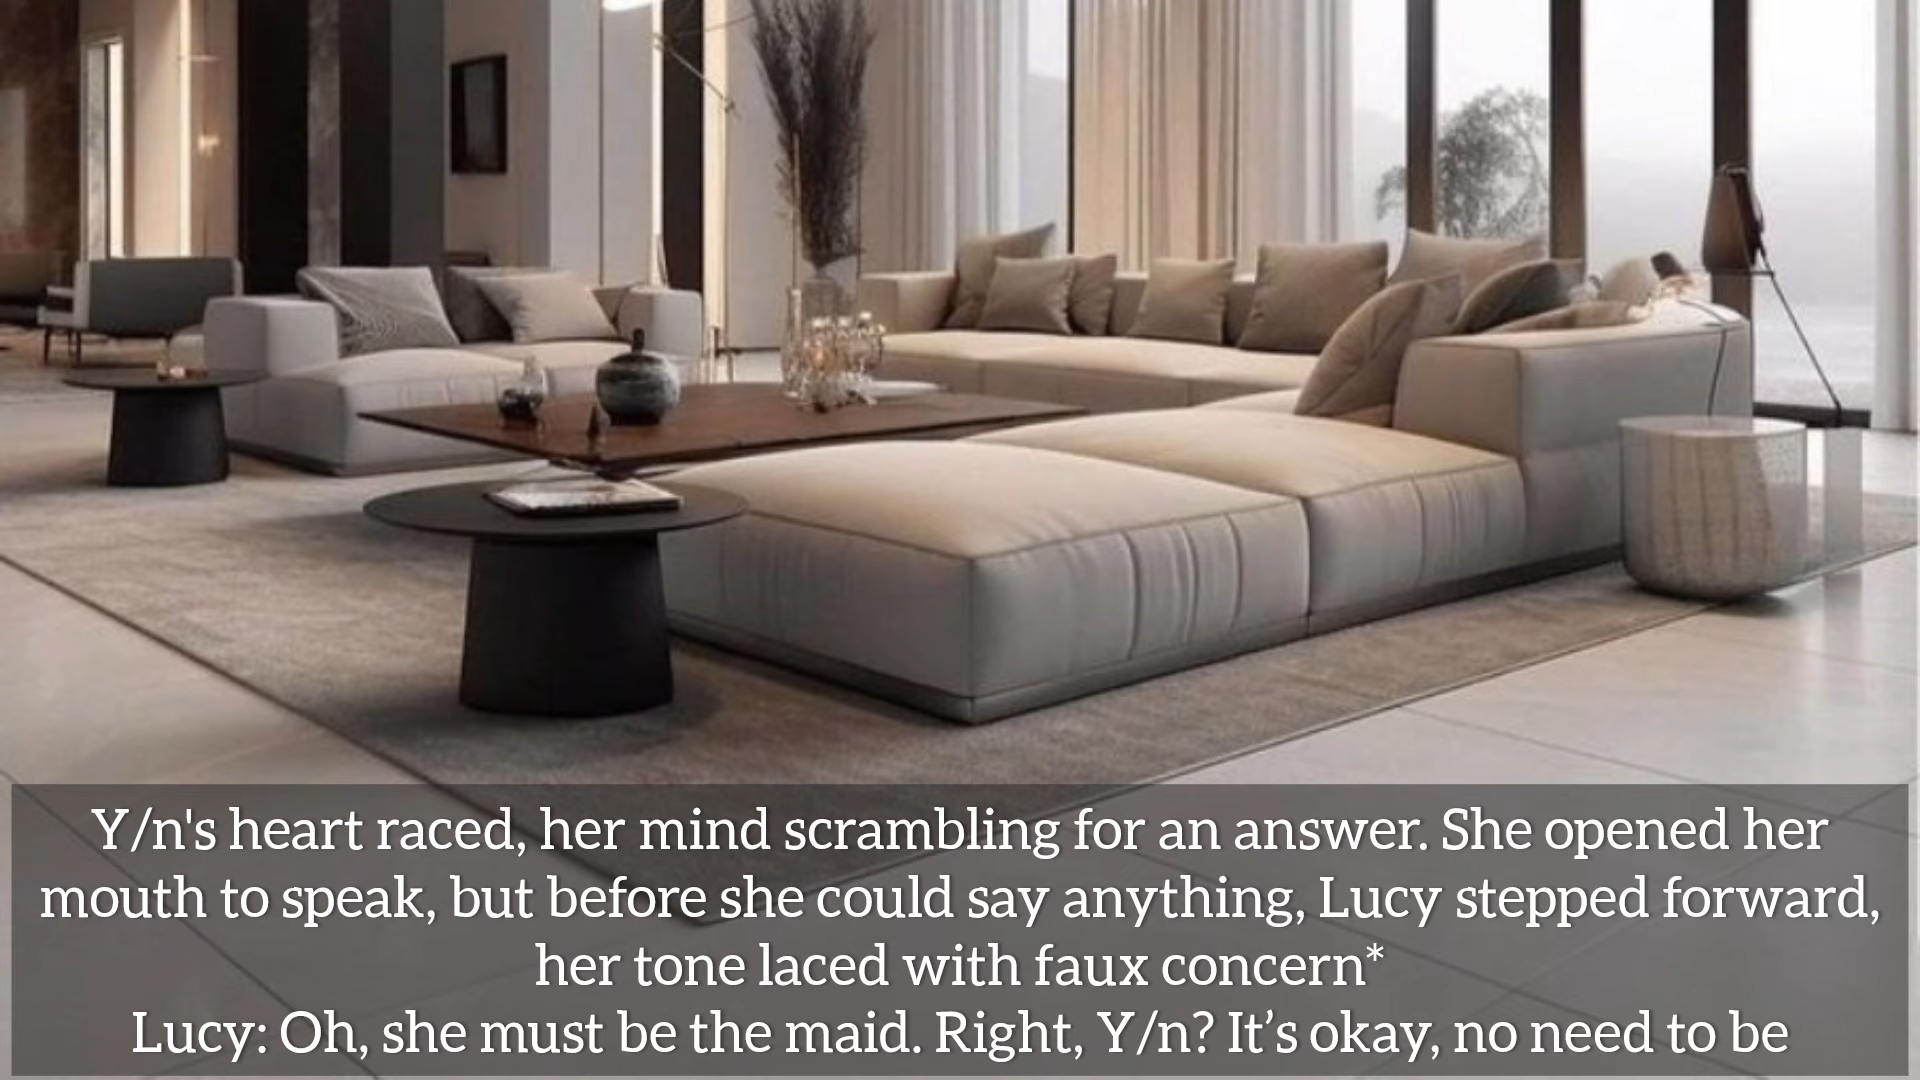 Y/n's heart raced, her mind scrambling for an answer. She opened her
mouth to speak, but before she could say anything, Lucy stepped forward,
her tone laced with faux concern*
Lucy: Oh, she must be the maid. Right, Y/n? It’s okay, no need to be